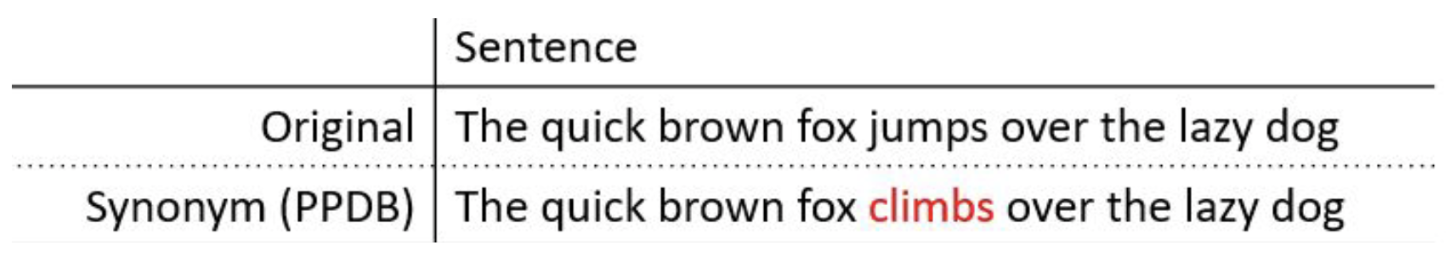 Sentence
Original The quick brown fox jumps over the lazy dog
Synonym (PPDB) The quick brown fox climbs over the lazy dog